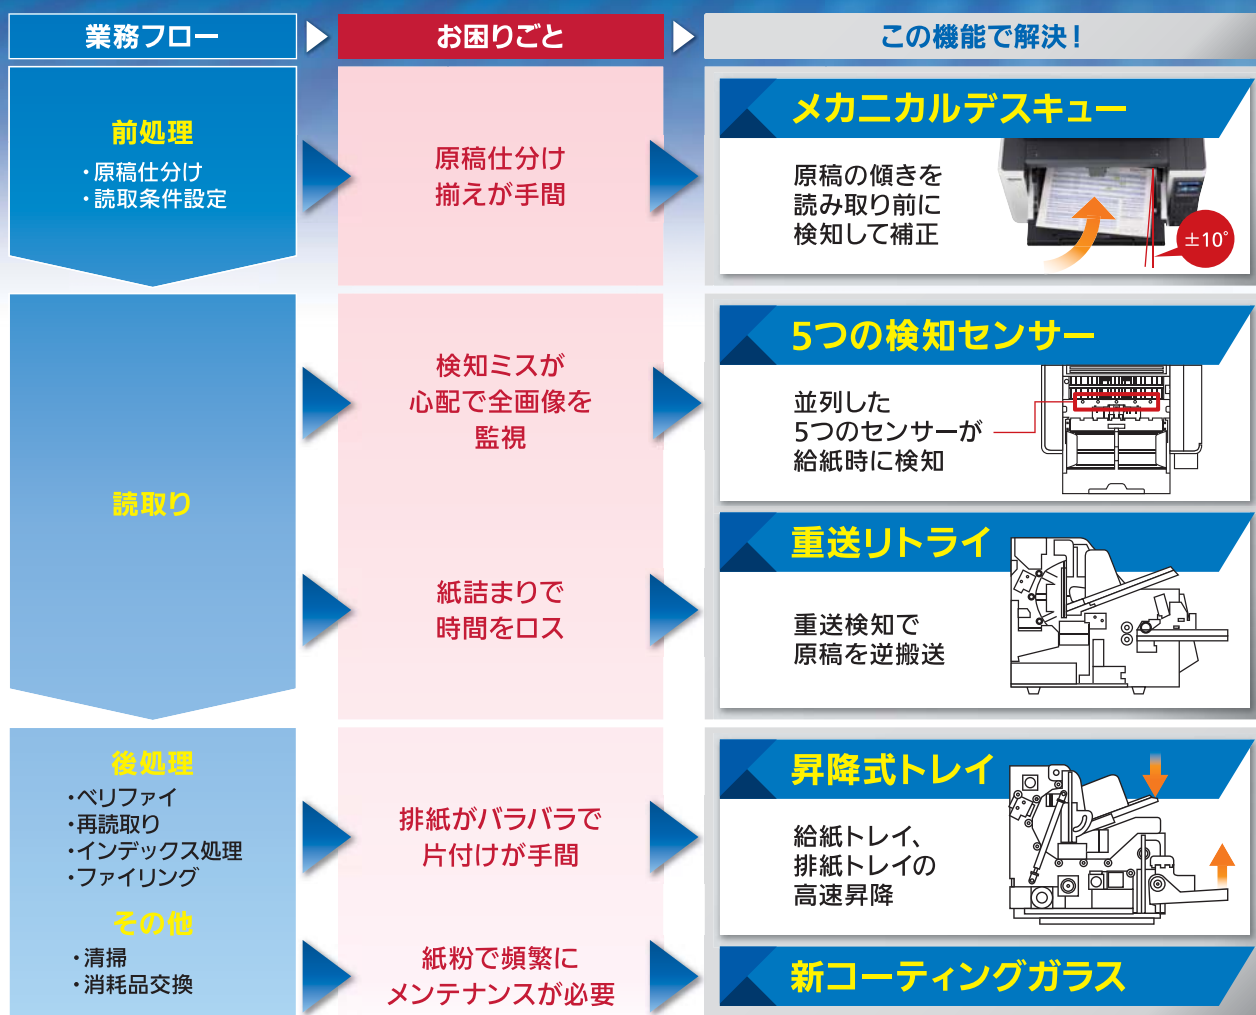 業務フロー
お困りごと
この機能で解決！
前処理
・原稿仕分け
・読取条件設定
原稿仕分け
揃えが手間
メカニカルデスキュー
原稿の傾きを
読み取り前に
検知して補正
±10°
読取り
検知ミスが
心配で全画像を
監視
5つの検知センサー
並列した
5つのセンサーが
給紙時に検知
紙詰まりで
時間をロス
重送リトライ
重送検知で
原稿を逆搬送
後処理
・ベリファイ
・再読取り
・インデックス処理
・ファイリング
排紙がバラバラで
片付けが手間
昇降式トレイ
給紙トレイ、
排紙トレイの
高速昇降
その他
・清掃
・消耗品交換
紙粉で頻繁に
メンテナンスが必要
新コーティングガラス